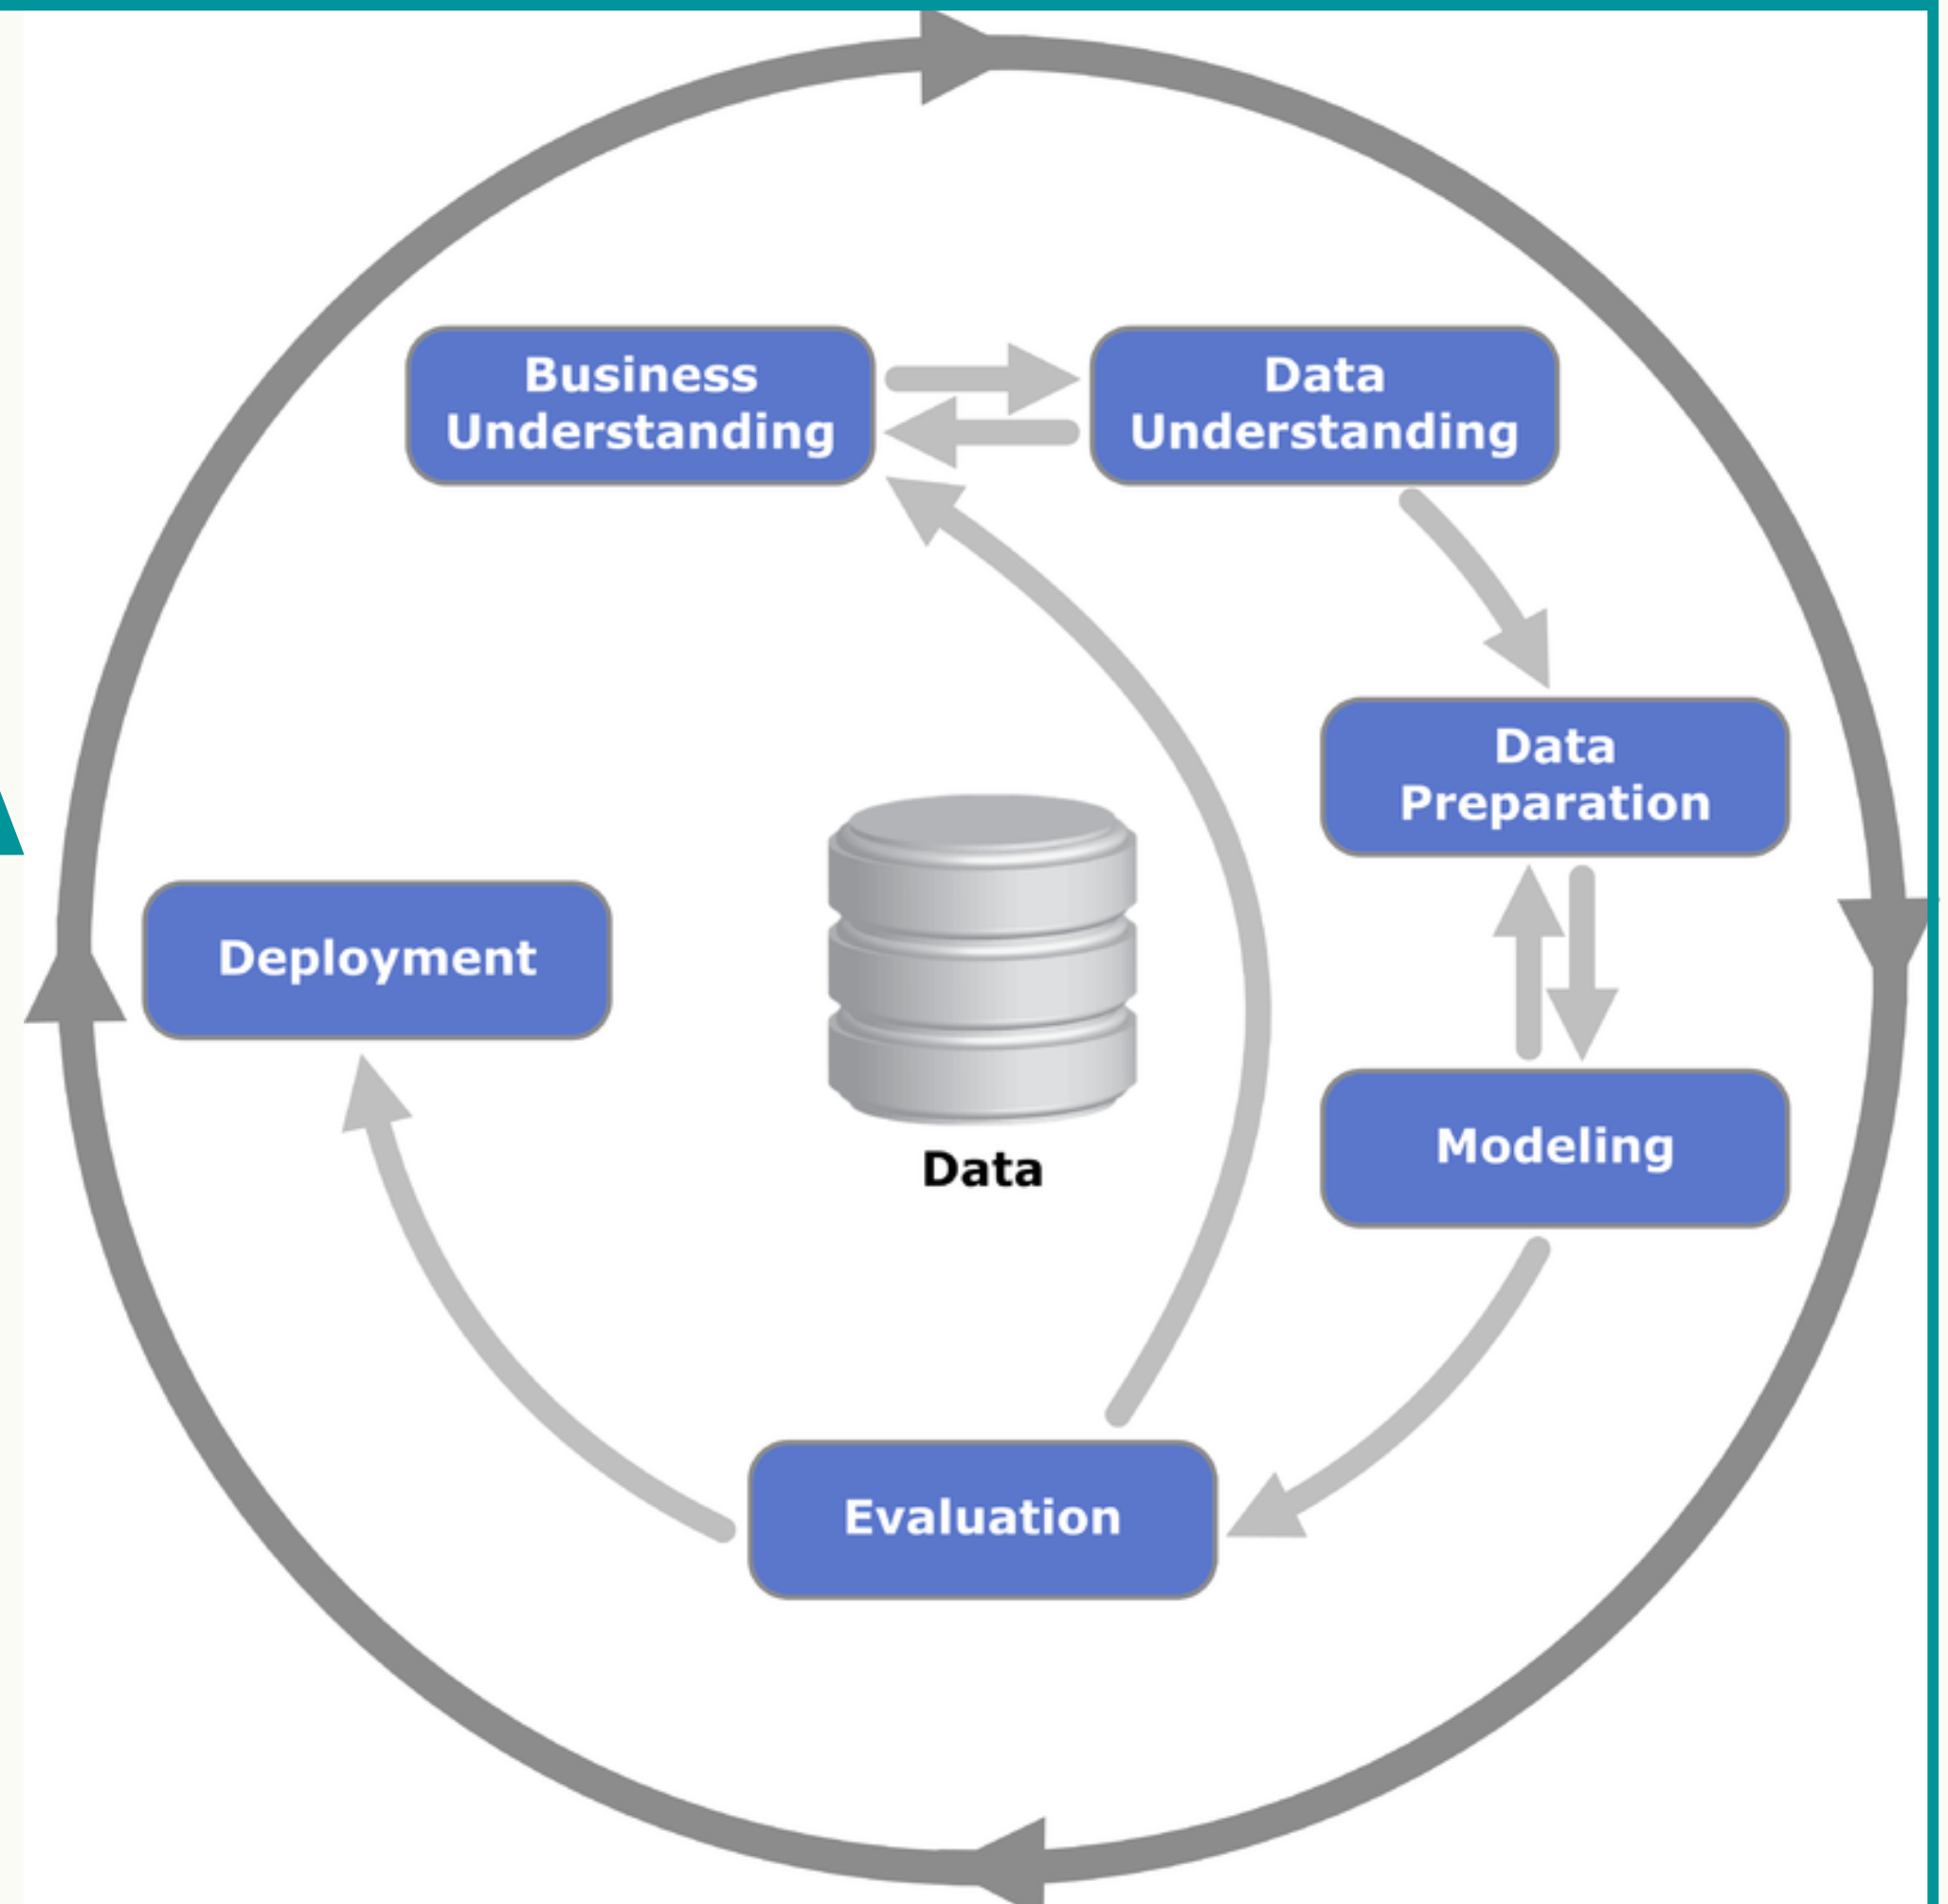 Business
Understanding
Data
Understanding
Data
Preparation
Deployment
Data
Modeling
Evaluation